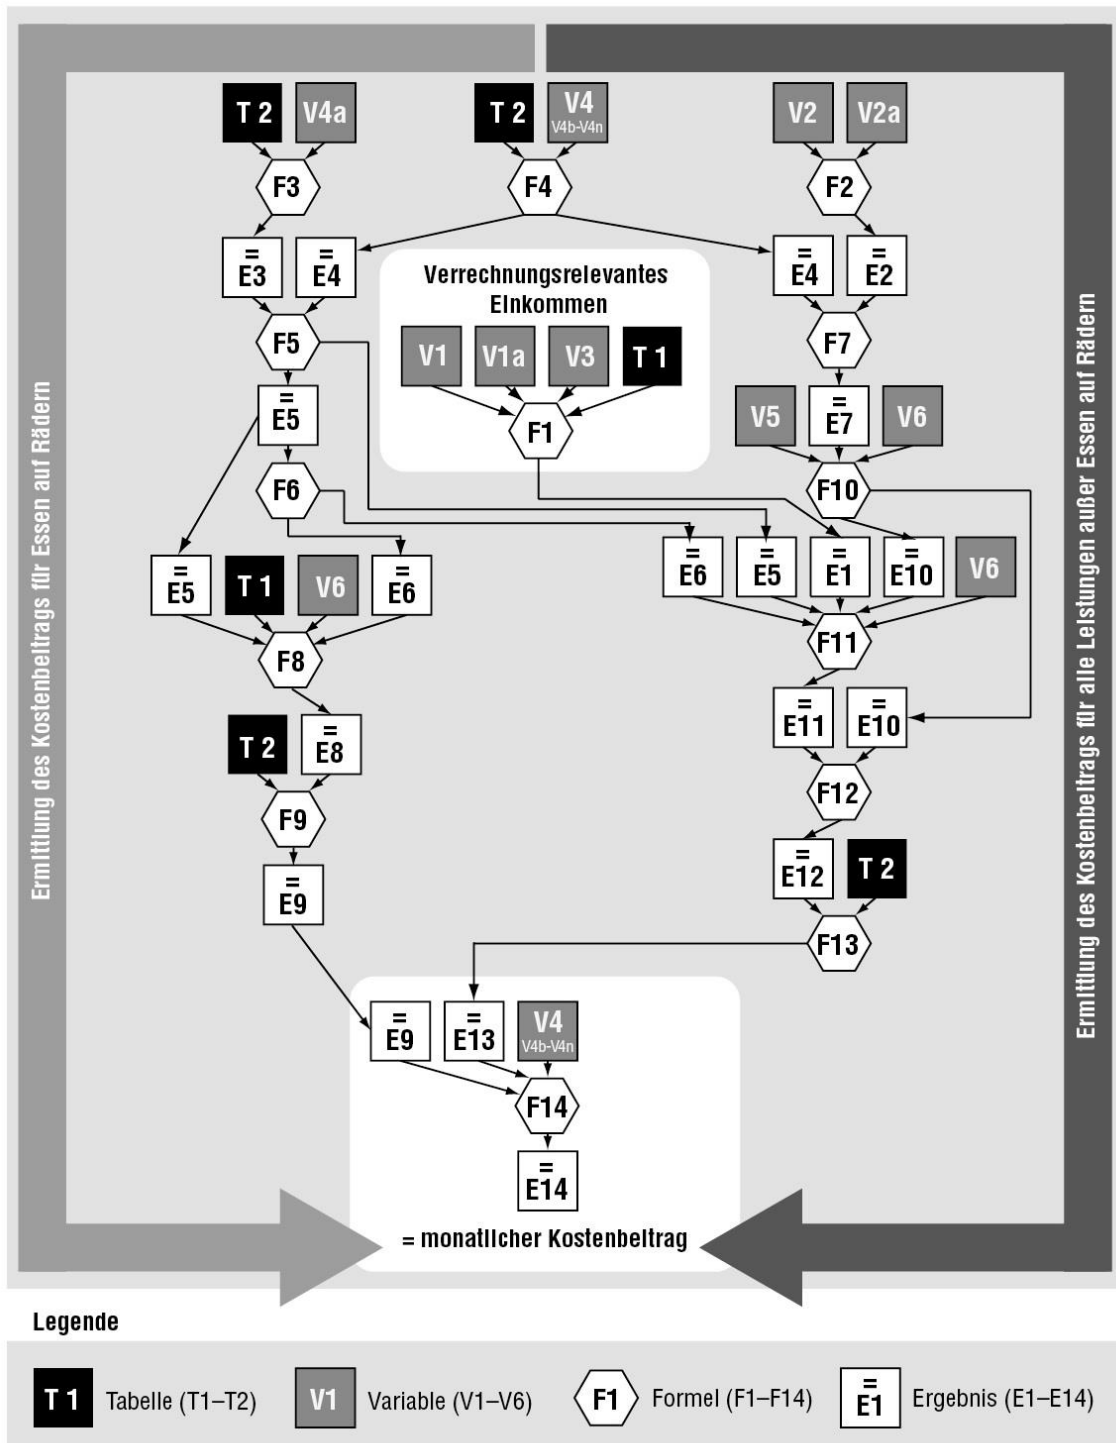 T 2 V4a T 2 V4 V2 V2a
V4b-V4n
F3 F4 F2
= = = =
E3 E4 E4 E2
Verrechnungsrelevantes
Einkommen
F5 F7
V1 V1a V3 T 1
= =
E5 V5 E7 V6
F1
F6 F10
= = = =
E6 E5 E1 E10 V6
= =
E5 T 1 V6 E6
F11
F8
= =
E11 E10
=
T 2 E8
F12
F9
=
E12 T 2
=
E9
F13
= =
E9 E13 V4
V4b-V4n
F14
=
E14
= monatlicher Kostenbeitrag
Ermittlung des Kostenbeitrags für Essen auf Rädern
Ermittlung des Kostenbeitrags für alle Leistungen außer Essen auf Rädern
Legende
T 1 Tabelle (T1–T2) V1 Variable (V1–V6) F1 Formel (F1–F14) = E1 Ergebnis (E1–E14)